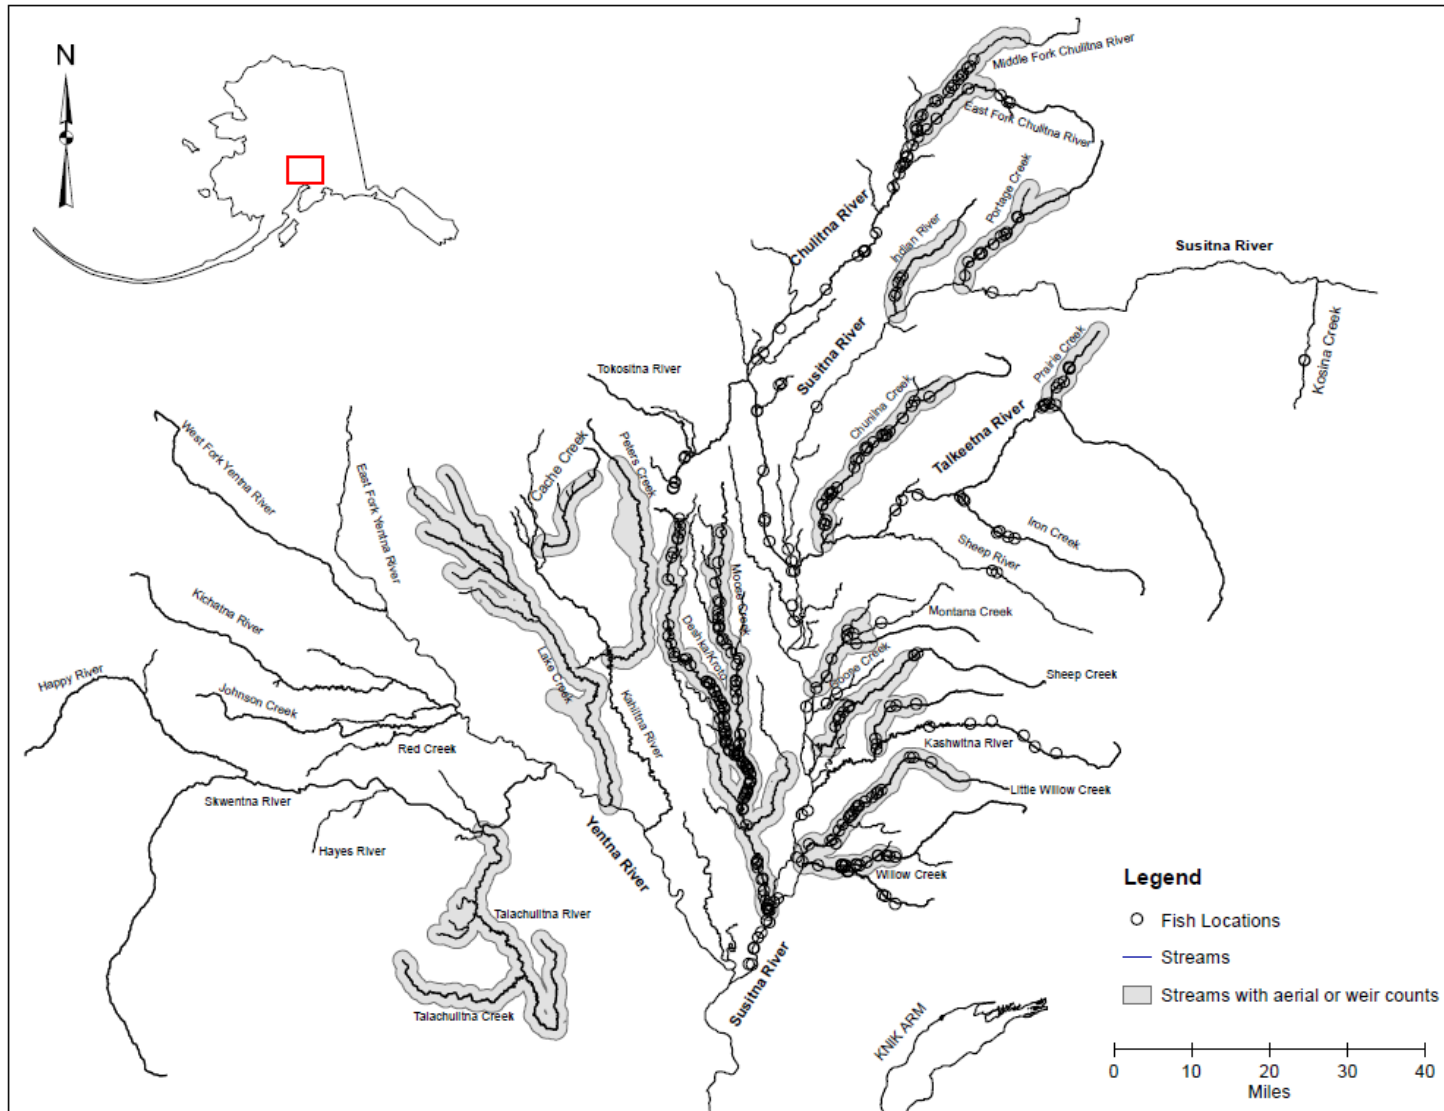 N
Middle Fork Chulitna River
East Fork Chulitna River
Portage Creek
Indian River
Chulitna River
Susitna River
Kosina Creek
Susitna River
Prairie Creek
Tokositna River
Chunilna Creek
Talkeetna River
West Fork Yentna River
East Fork Yentna River
Cache Creek
Peters Creek
Iron Creek
Sheep River
Moose Creek
Montana Creek
Kichatna River
Deshka/Kroto
Goose Creek
Sheep Creek
Happy River
Johnson Creek
Lake Creek
Kahiltna River
Red Creek
Kashwitna River
Skwentna River
Little Willow Creek
Hayes River
Yentna River
Willow Creek
Talachulitna River
Susitna River
Talachulitna Creek
KNIK ARM
Legend
Fish Locations
Streams
Streams with aerial or weir counts
0 10 20 30 40
Miles